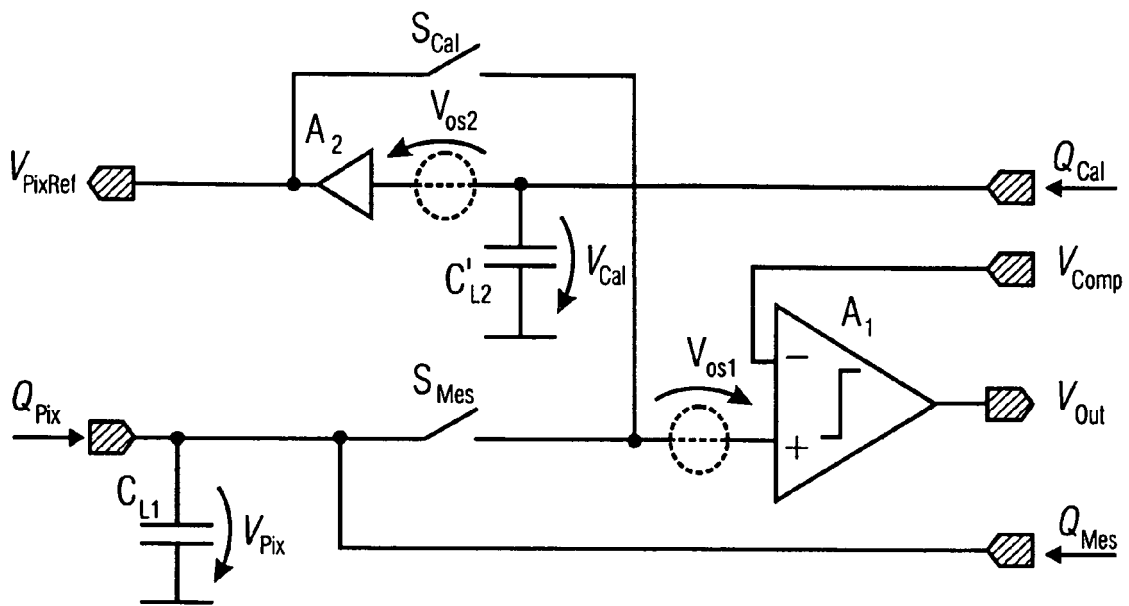 S_Cal
V_os2
A_2
V_PixRef
Q_Cal
C'_L2
V_Cal
V_Comp
A_1
V_os1
−
+
V_Out
Q_Pix
S_Mes
C_L1
V_Pix
Q_Mes